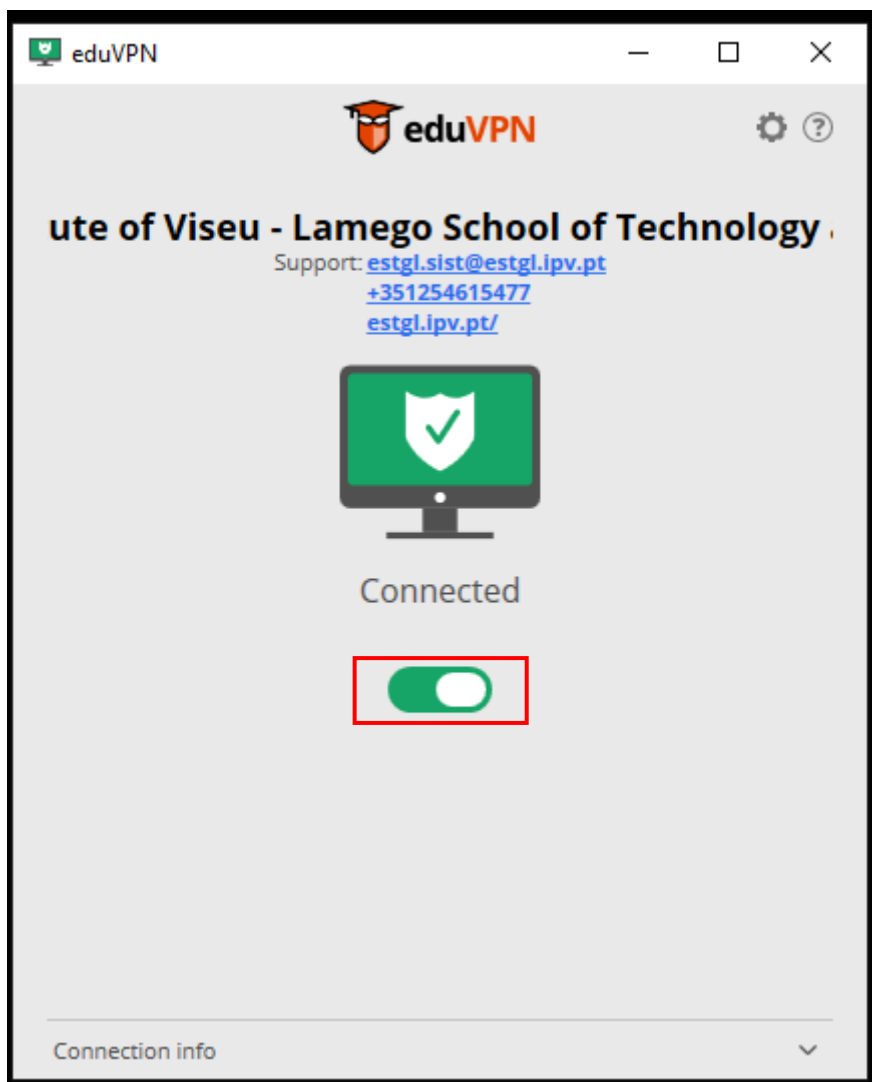 eduVPN
eduVPN
ute of Viseu - Lamego School of Technology
Support: estgl.sist@estgl.ipv.pt
+351254615477
estgl.ipv.pt/
Connected
Connection info